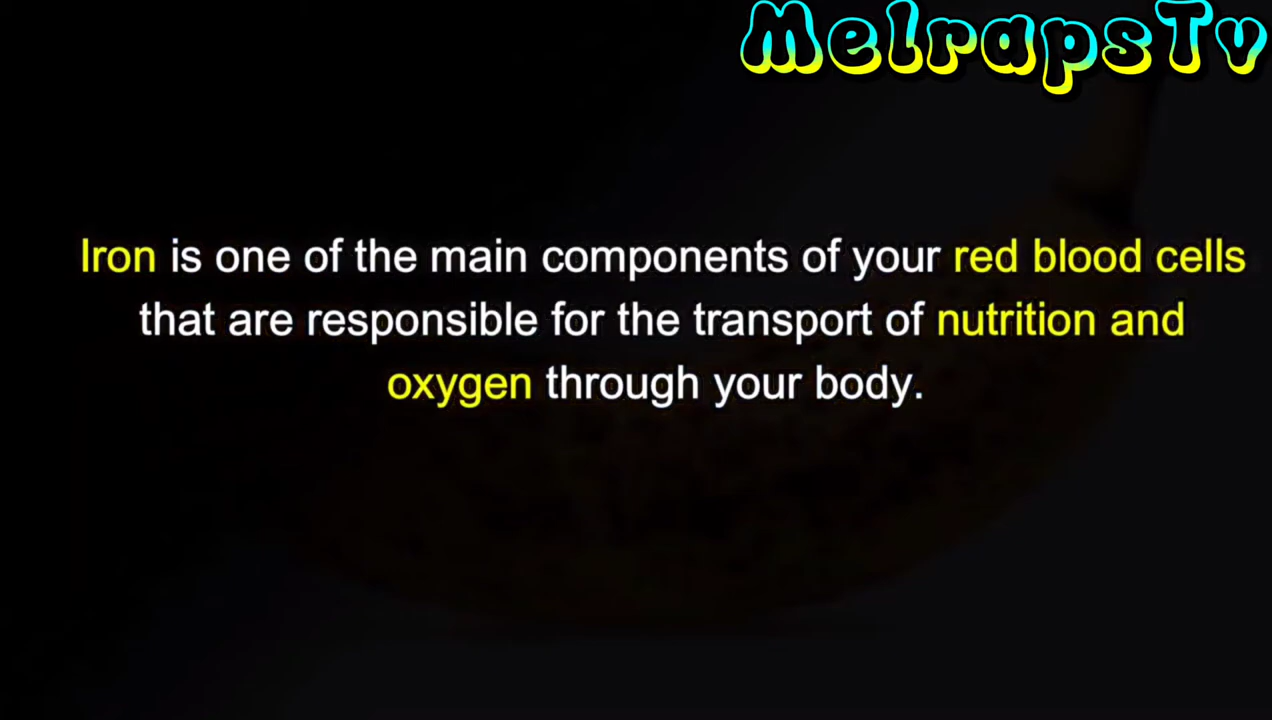 MelrapsTv
Iron is one of the main components of your red blood cells
that are responsible for the transport of nutrition and
oxygen through your body.